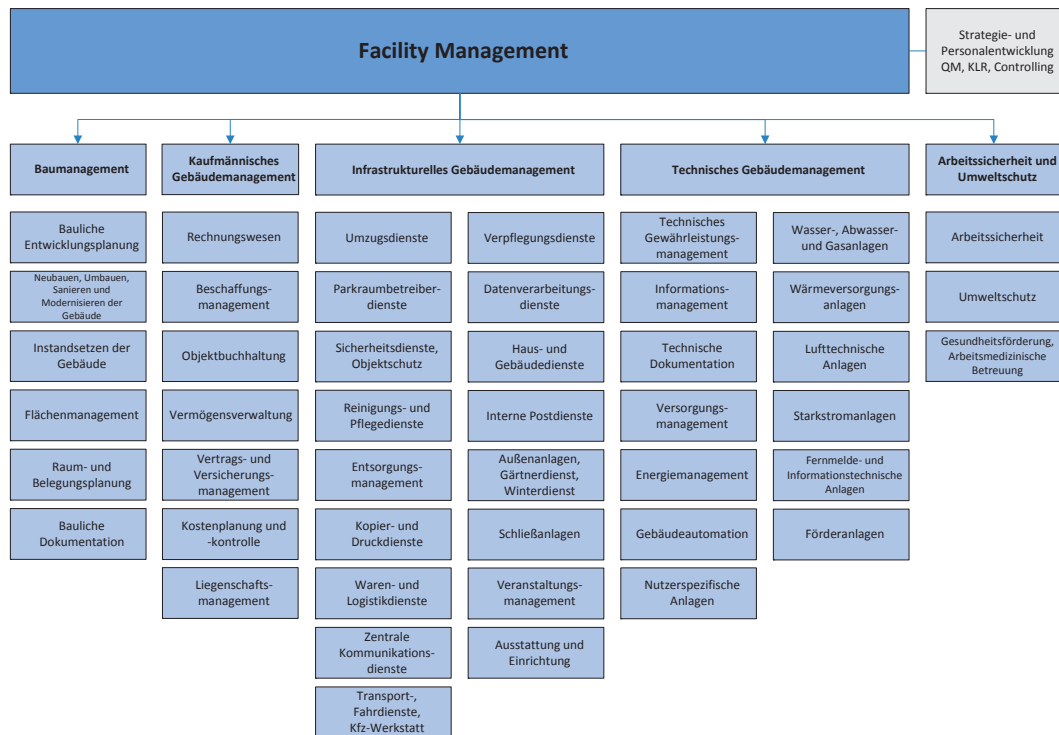 Facility Management
Strategie- und
Personalentwicklung
QM, KLR, Controlling
Baumanagement
Kaufmännisches
Gebäudemanagement
Infrastrukturelles Gebäudemanagement
Technisches Gebäudemanagement
Arbeitssicherheit und
Umweltschutz
Bauliche
Entwicklungsplanung
Neubauen, Umbauen,
Sanieren und
Modernisieren der
Gebäude
Instandsetzen der
Gebäude
Flächenmanagement
Raum- und
Belegungsplanung
Bauliche
Dokumentation
Rechnungswesen
Beschaffungs-
management
Objektbuchhaltung
Vermögensverwaltung
Vertrags- und
Versicherungs-
management
Kostenplanung und
-kontrolle
Liegenschafts-
management
Umzugsdienste
Parkraumbetreiber-
dienste
Sicherheitsdienste,
Objektschutz
Reinigungs- und
Pflegedienste
Entsorgungs-
management
Kopier- und
Druckdienste
Waren- und
Logistikdienste
Zentrale
Kommunikations-
dienste
Transport-,
Fahrdienste,
Kfz-Werkstatt
Verpflegungsdienste
Datenverarbeitungs-
dienste
Haus- und
Gebäudedienste
Interne Postdienste
Außenanlagen,
Gärtnerdienst,
Winterdienst
Schließanlagen
Veranstaltungs-
management
Ausstattung und
Einrichtung
Technisches
Gewährleistungs-
management
Informations-
management
Technische
Dokumentation
Versorgungs-
management
Energiemanagement
Gebäudeautomation
Nutzerspezifische
Anlagen
Wasser-, Abwasser-
und Gasanlagen
Wärmeversorgungs-
anlagen
Lufttechnische
Anlagen
Starkstromanlagen
Fernmelde- und
Informationstechnische
Anlagen
Förderanlagen
Arbeitssicherheit
Umweltschutz
Gesundheitsförderung,
Arbeitsmedizinische
Betreuung